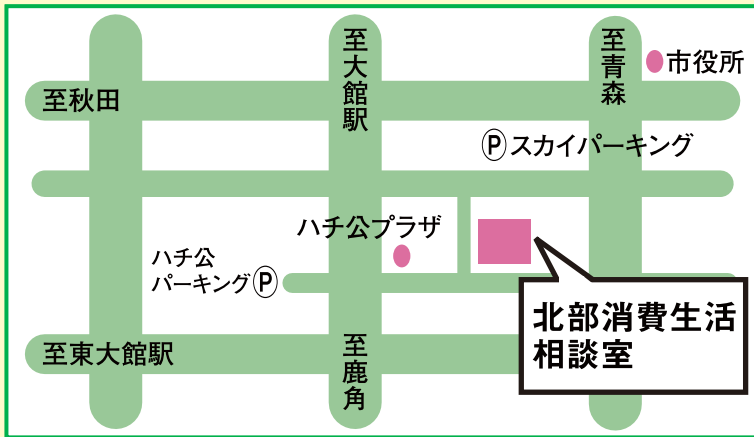 至大館駅
至青森
市役所
至秋田
Ⓟスカイパーキング
ハチ公プラザ
ハチ公
パーキングⓅ
北部消費生活
相談室
至東大館駅
至鹿角